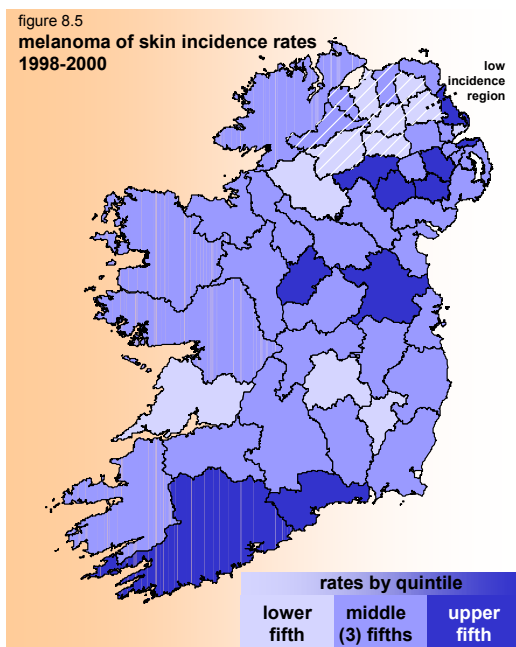 figure 8.5
melanoma of skin incidence rates
1998-2000
low
incidence
region
rates by quintile
lower
fifth
middle
(3) fifths
upper
fifth